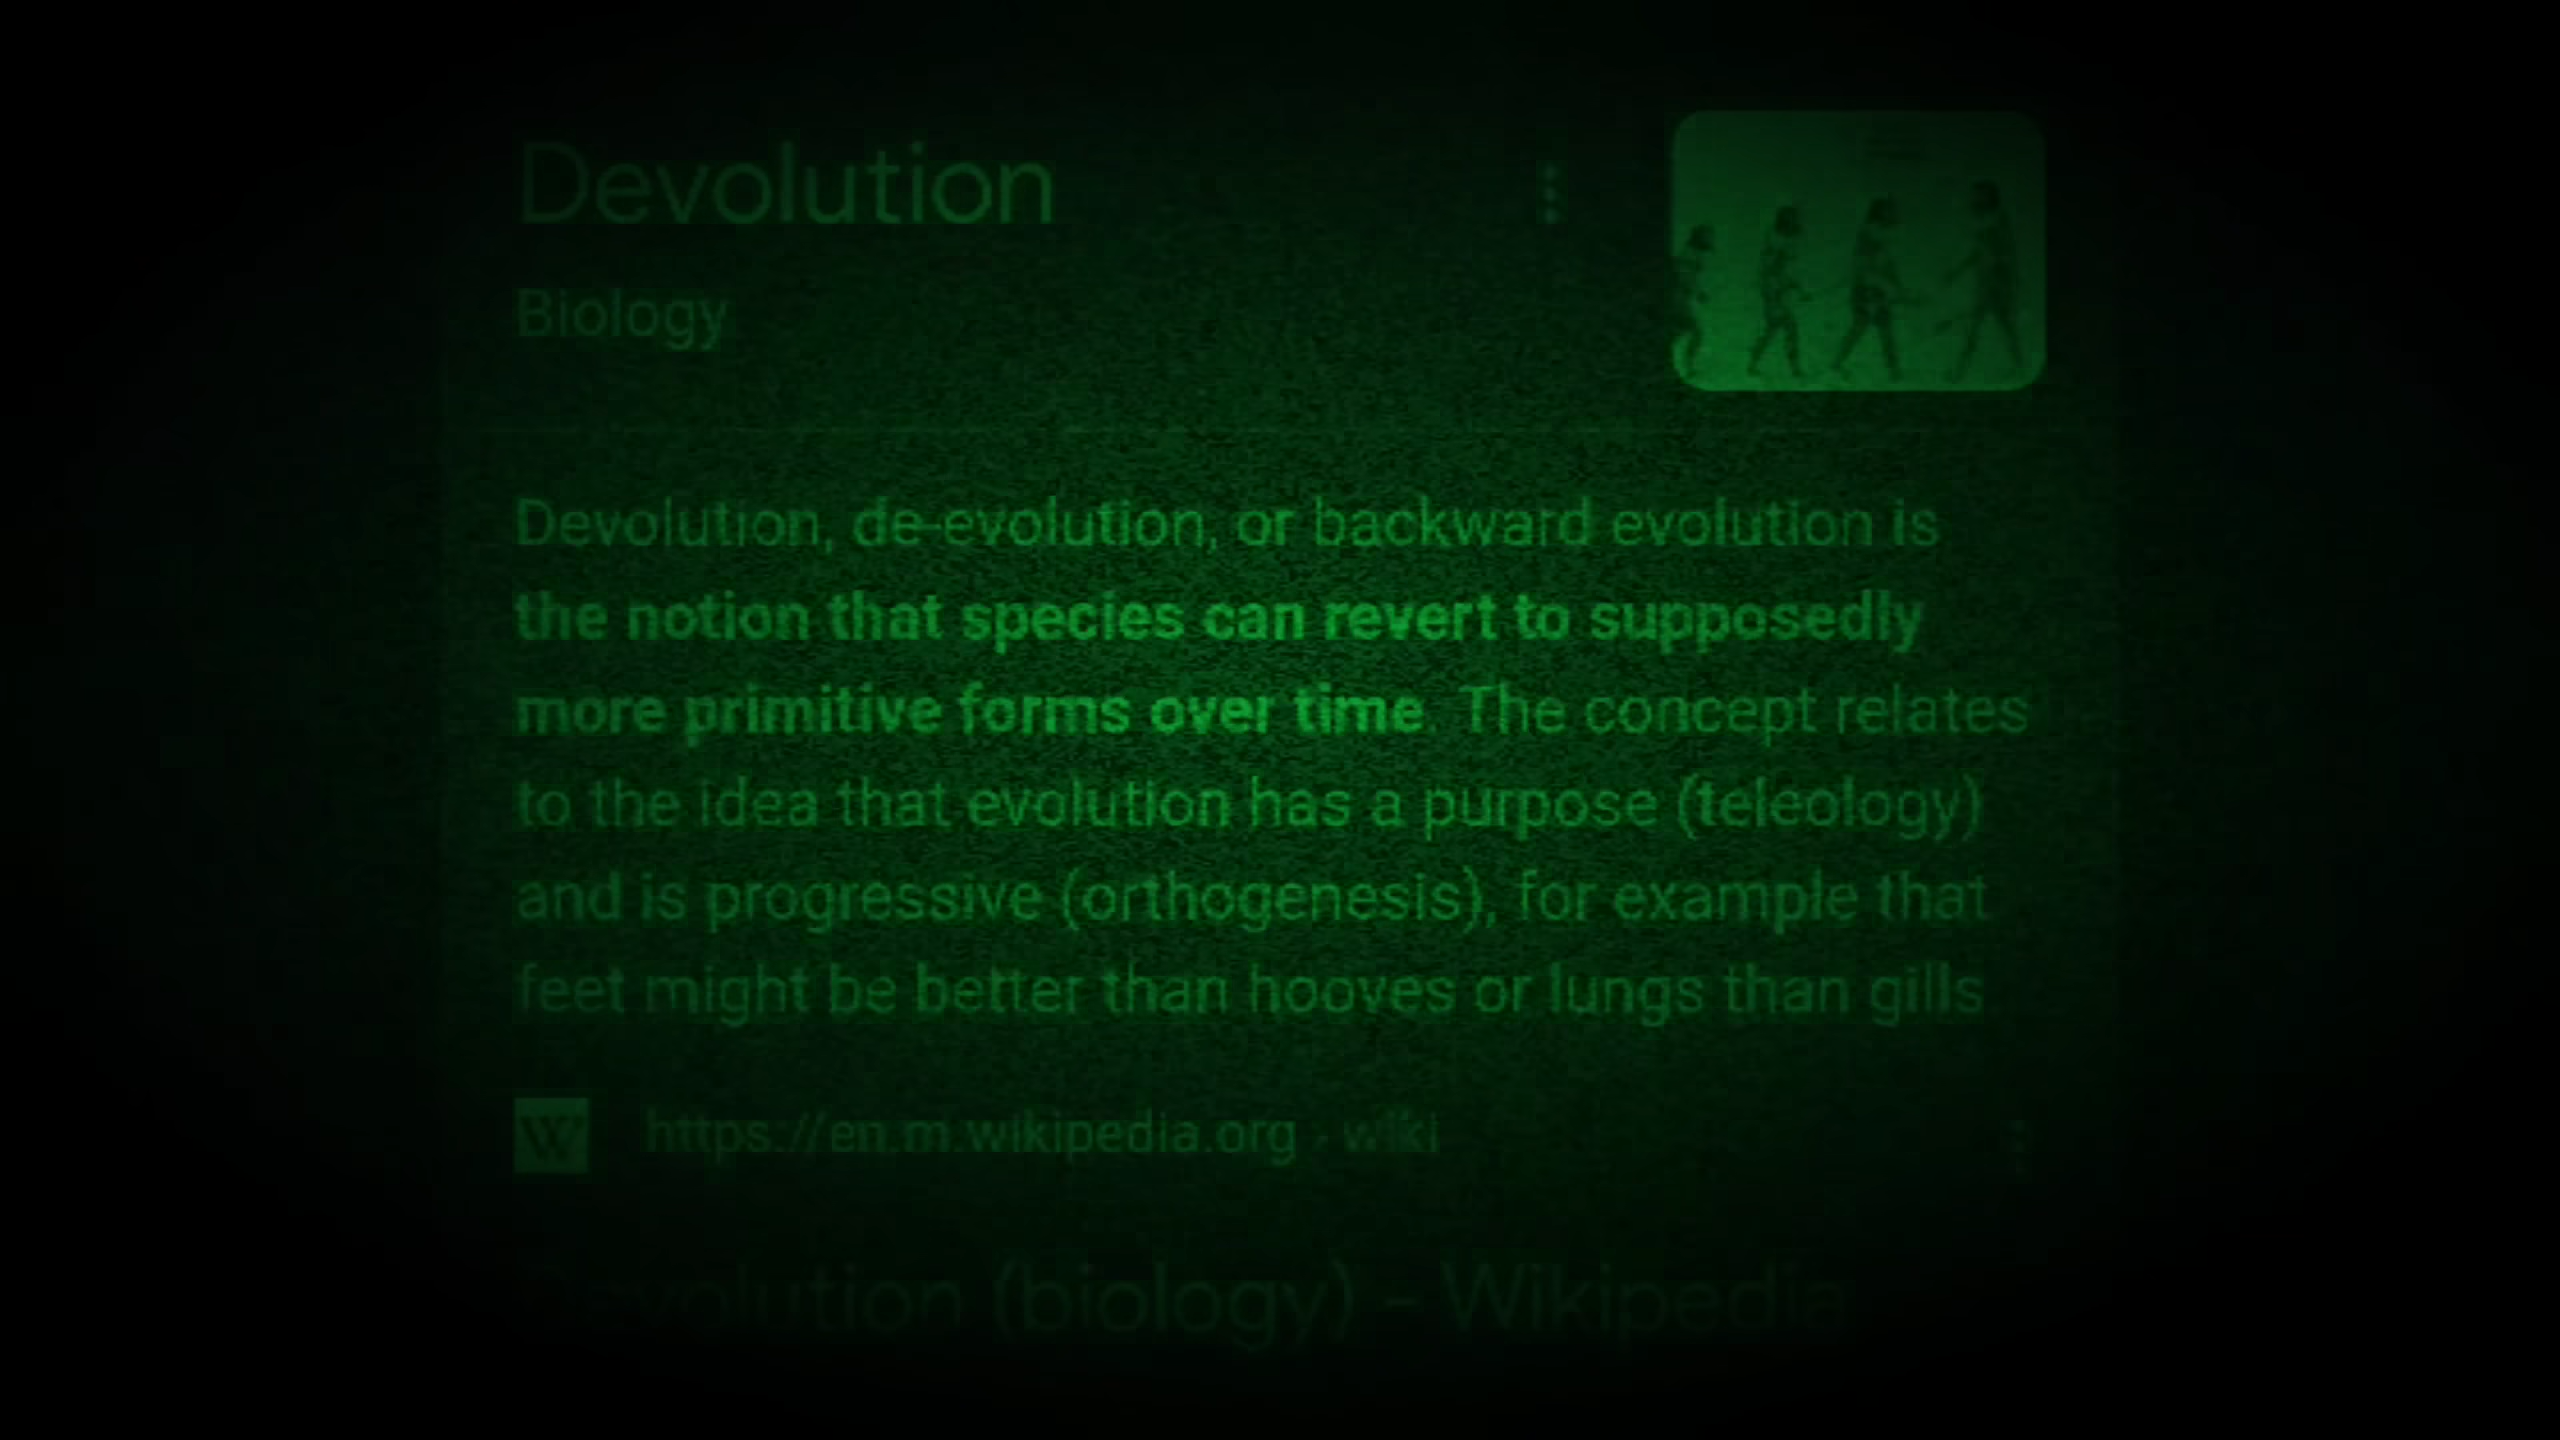 Devolution
Biology
Devolution, de-evolution, or backward evolution is
the notion that species can revert to supposedly
more primitive forms over time. The concept relates
to the idea that evolution has a purpose (teleology)
and is progressive (orthogenesis), for example that
feet might be better than hooves or lungs than gills
W https://en.m.wikipedia.org › wiki
Devolution (biology) - Wikipedia